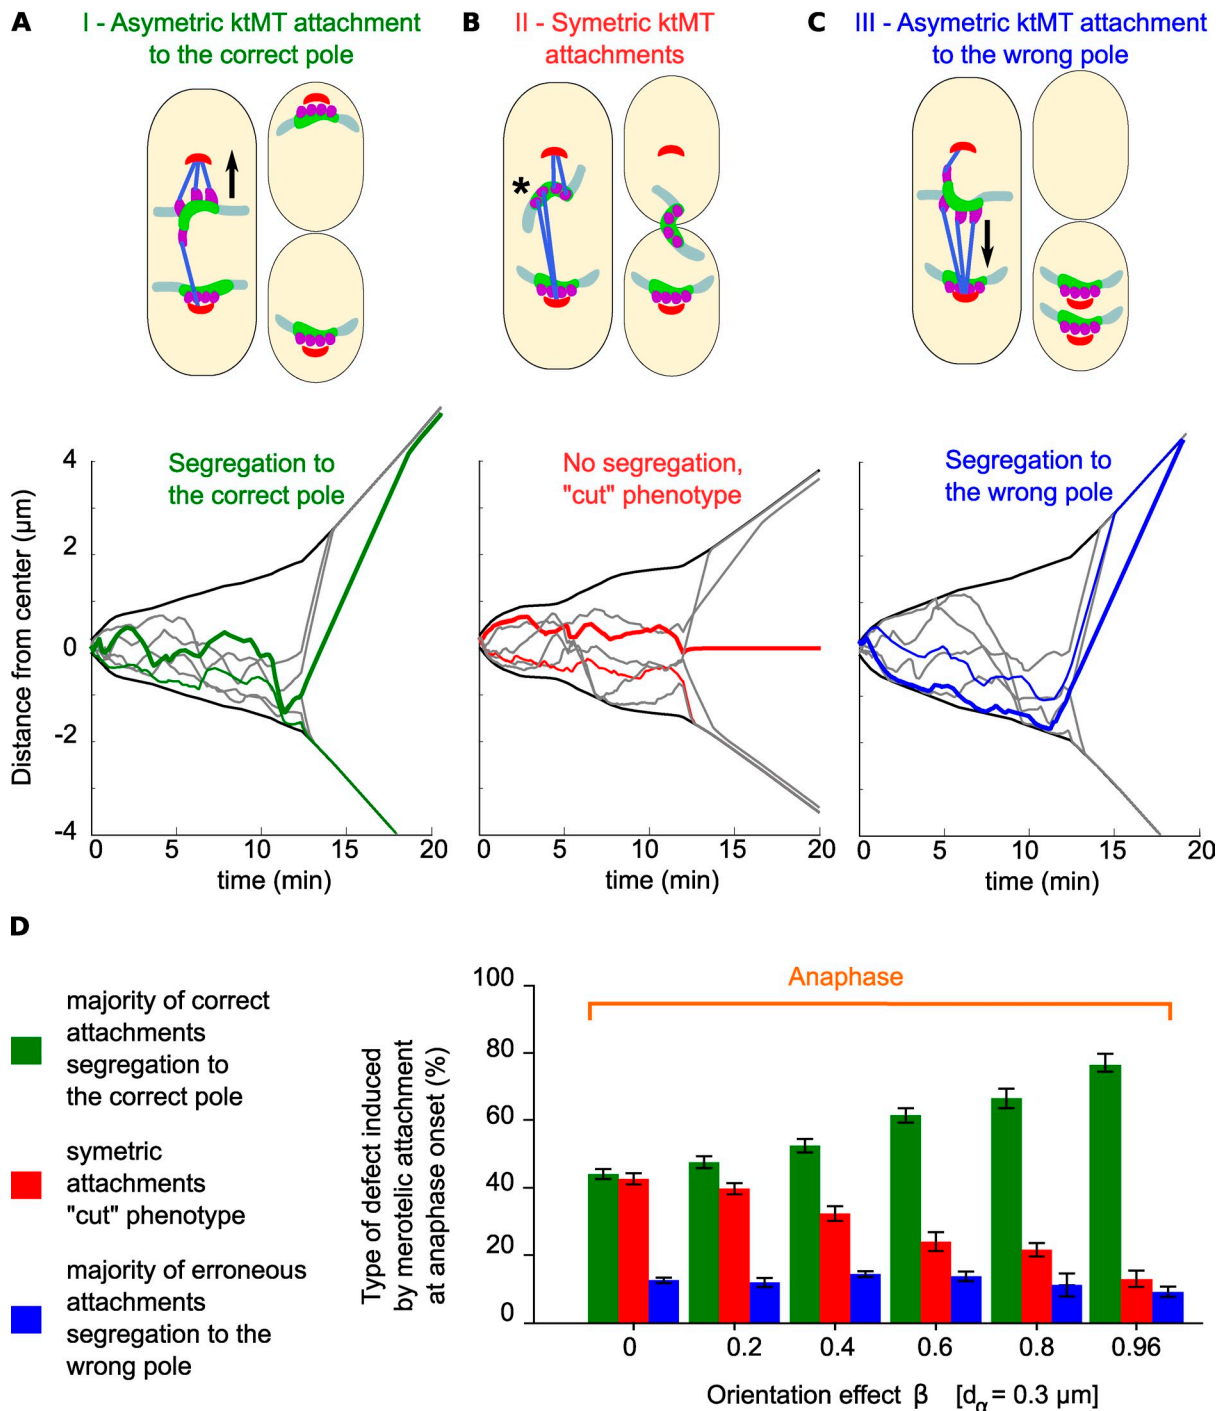 A
I - Asymetric ktMT attachment
to the correct pole
B
II - Symetric ktMT
attachments
C
III - Asymetric ktMT attachment
to the wrong pole
*
Distance from center (µm)
4
2
0
-2
-4
Segregation to
the correct pole
0 5 10 15 20
time (min)
No segregation,
"cut" phenotype
0 5 10 15 20
time (min)
Segregation to
the wrong pole
0 5 10 15 20
time (min)
D
majority of correct
attachments
segregation to
the correct pole
symetric
attachments
"cut" phenotype
majority of erroneous
attachments
segregation to the
wrong pole
Type of defect induced
by merotelic attachment
at anaphase onset (%)
100
80
60
40
20
0
Anaphase
0 0.2 0.4 0.6 0.8 0.96
Orientation effect β [dα = 0.3 µm]